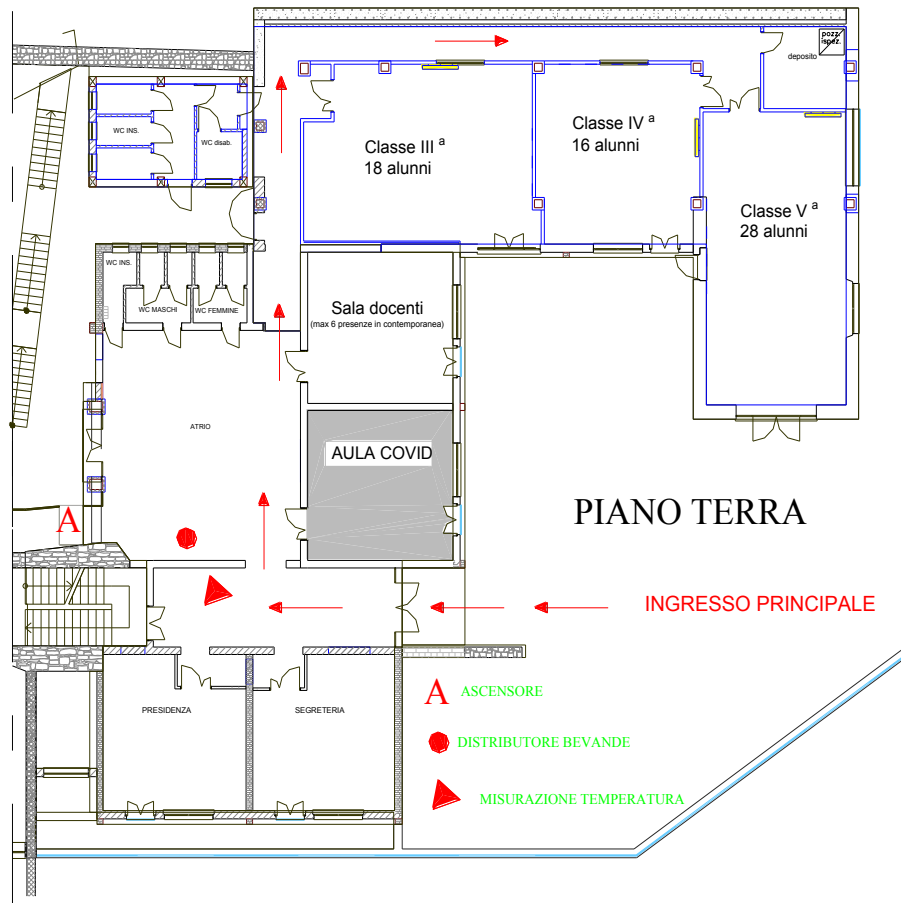 pozz.
ispez.
deposito
WC INS.
WC disab.
Classe III ª
18 alunni
Classe IV ª
16 alunni
Classe V ª
28 alunni
WC INS.
WC MASCHI
WC FEMMINE
Sala docenti
(max 6 presenze in contemporanea)
ATRIO
AULA COVID
A
PIANO TERRA
INGRESSO PRINCIPALE
PRESIDENZA
SEGRETERIA
A ASCENSORE
DISTRIBUTORE BEVANDE
MISURAZIONE TEMPERATURA